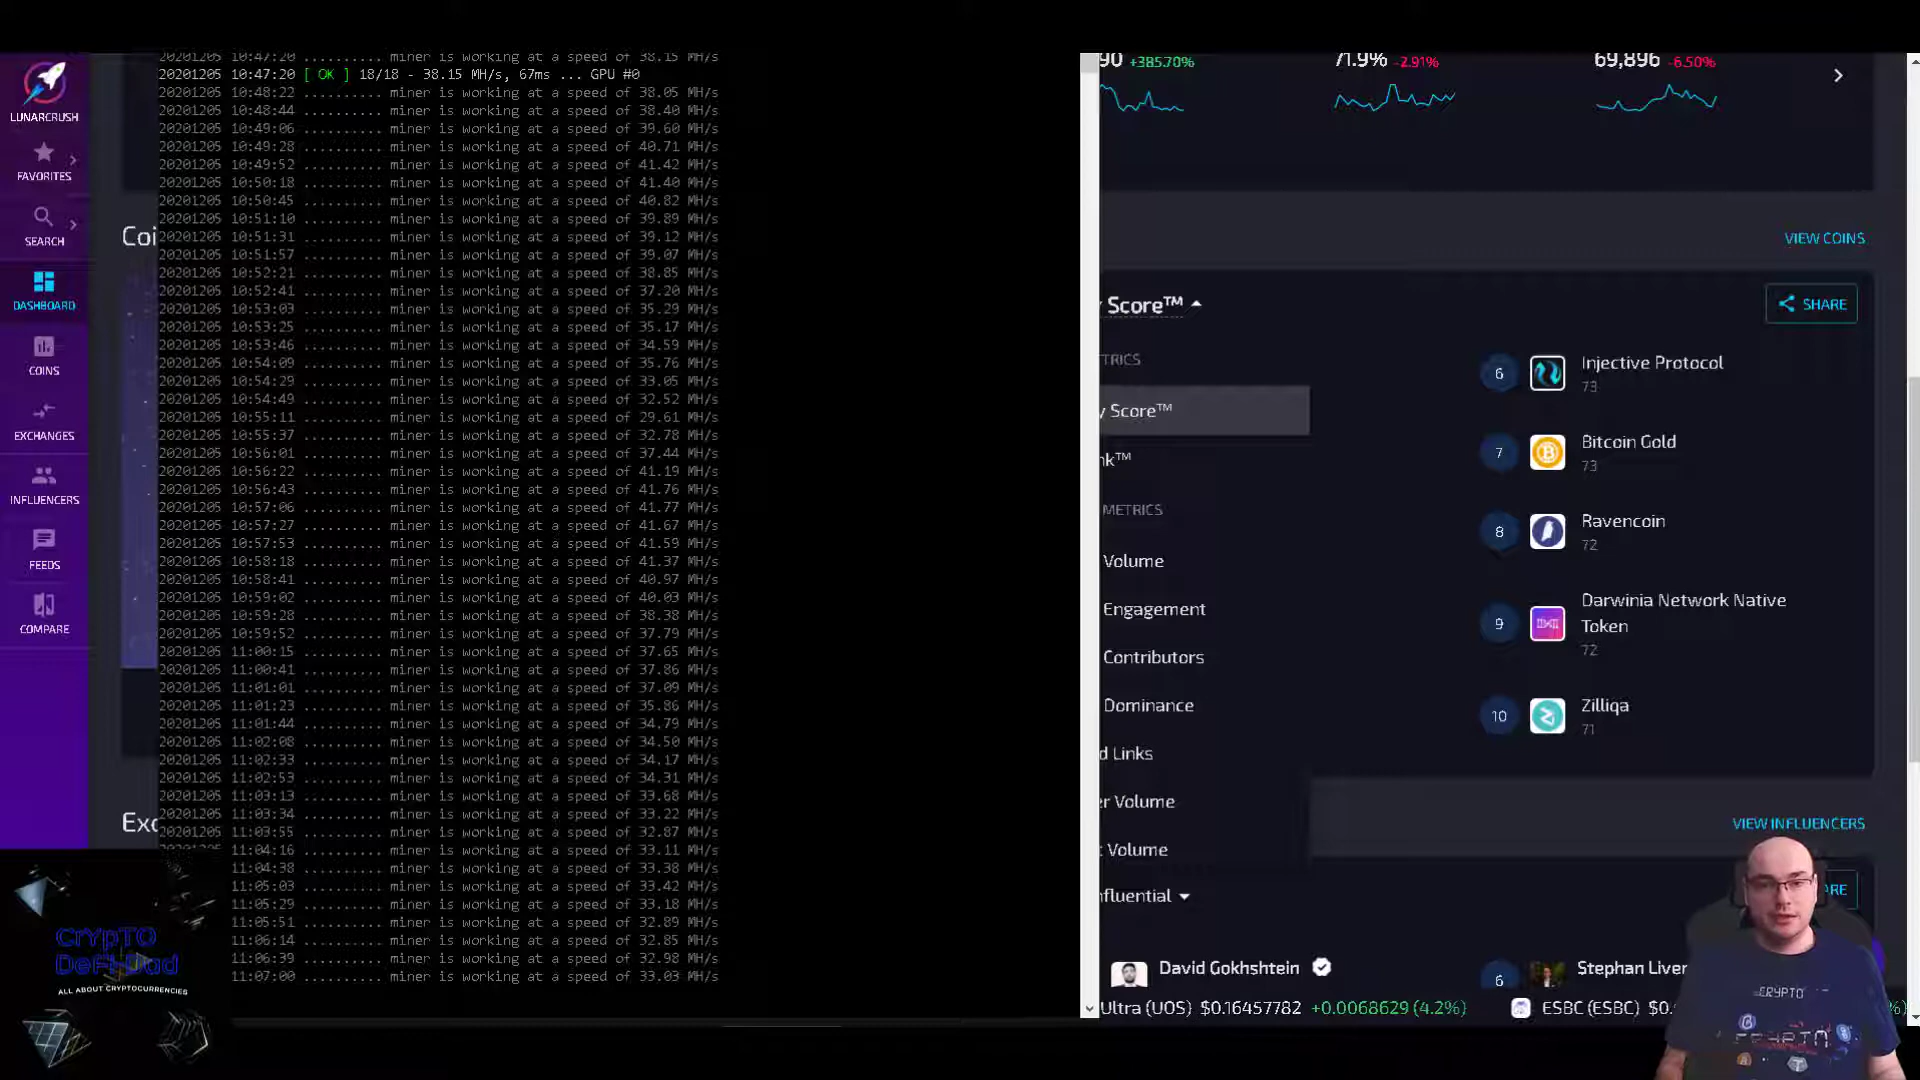 LUNARCRUSH
FAVORITES
SEARCH
DASHBOARD
COINS
EXCHANGES
INFLUENCERS
FEEDS
COMPARE
Coi
Exc
20201205 10:47:20 .......... miner is working at a speed of 38.15 MH/s
20201205 10:47:20 [ OK ] 18/18 - 38.15 MH/s, 67ms ... GPU #0
20201205 10:48:22 .......... miner is working at a speed of 38.05 MH/s
20201205 10:48:44 .......... miner is working at a speed of 38.40 MH/s
20201205 10:49:06 .......... miner is working at a speed of 39.60 MH/s
20201205 10:49:28 .......... miner is working at a speed of 40.71 MH/s
20201205 10:49:52 .......... miner is working at a speed of 41.42 MH/s
20201205 10:50:18 .......... miner is working at a speed of 41.40 MH/s
20201205 10:50:45 .......... miner is working at a speed of 40.82 MH/s
20201205 10:51:10 .......... miner is working at a speed of 39.89 MH/s
20201205 10:51:31 .......... miner is working at a speed of 39.12 MH/s
20201205 10:51:57 .......... miner is working at a speed of 39.07 MH/s
20201205 10:52:21 .......... miner is working at a speed of 38.85 MH/s
20201205 10:52:41 .......... miner is working at a speed of 37.20 MH/s
20201205 10:53:03 .......... miner is working at a speed of 35.29 MH/s
20201205 10:53:25 .......... miner is working at a speed of 35.17 MH/s
20201205 10:53:46 .......... miner is working at a speed of 34.59 MH/s
20201205 10:54:09 .......... miner is working at a speed of 35.76 MH/s
20201205 10:54:29 .......... miner is working at a speed of 33.05 MH/s
20201205 10:54:49 .......... miner is working at a speed of 32.52 MH/s
20201205 10:55:11 .......... miner is working at a speed of 29.61 MH/s
20201205 10:55:37 .......... miner is working at a speed of 32.78 MH/s
20201205 10:56:01 .......... miner is working at a speed of 37.44 MH/s
20201205 10:56:22 .......... miner is working at a speed of 41.19 MH/s
20201205 10:56:43 .......... miner is working at a speed of 41.76 MH/s
20201205 10:57:06 .......... miner is working at a speed of 41.77 MH/s
20201205 10:57:27 .......... miner is working at a speed of 41.67 MH/s
20201205 10:57:53 .......... miner is working at a speed of 41.59 MH/s
20201205 10:58:18 .......... miner is working at a speed of 41.37 MH/s
20201205 10:58:41 .......... miner is working at a speed of 40.97 MH/s
20201205 10:59:02 .......... miner is working at a speed of 40.03 MH/s
20201205 10:59:28 .......... miner is working at a speed of 38.38 MH/s
20201205 10:59:52 .......... miner is working at a speed of 37.79 MH/s
20201205 11:00:15 .......... miner is working at a speed of 37.65 MH/s
20201205 11:00:41 .......... miner is working at a speed of 37.86 MH/s
20201205 11:01:01 .......... miner is working at a speed of 37.09 MH/s
20201205 11:01:23 .......... miner is working at a speed of 35.86 MH/s
20201205 11:01:44 .......... miner is working at a speed of 34.79 MH/s
20201205 11:02:08 .......... miner is working at a speed of 34.50 MH/s
20201205 11:02:33 .......... miner is working at a speed of 34.17 MH/s
20201205 11:02:53 .......... miner is working at a speed of 34.31 MH/s
20201205 11:03:13 .......... miner is working at a speed of 33.68 MH/s
20201205 11:03:34 .......... miner is working at a speed of 33.22 MH/s
20201205 11:03:55 .......... miner is working at a speed of 32.87 MH/s
20201205 11:04:16 .......... miner is working at a speed of 33.11 MH/s
11:04:38 .......... miner is working at a speed of 33.38 MH/s
11:05:03 .......... miner is working at a speed of 33.42 MH/s
11:05:29 .......... miner is working at a speed of 33.18 MH/s
11:05:51 .......... miner is working at a speed of 32.89 MH/s
11:06:14 .......... miner is working at a speed of 32.85 MH/s
11:06:39 .......... miner is working at a speed of 32.98 MH/s
11:07:00 .......... miner is working at a speed of 33.03 MH/s
CrYpTO
DeFi Dad
ALL ABOUT CRYPTOCURRENCIES
90 +385.70%
71.9% -2.91%
69,896 -6.50%
VIEW COINS
y Score™
SHARE
TRICS
y Score™
nk™
METRICS
Volume
Engagement
Contributors
Dominance
d Links
er Volume
t Volume
6 Injective Protocol
73
7 Bitcoin Gold
73
8 Ravencoin
72
9 Darwinia Network Native
Token
72
10 Zilliqa
71
VIEW INFLUENCERS
nfluential
ARE
David Gokhshtein
6 Stephan Liver
Ultra (UOS) $0.16457782 +0.0068629 (4.2%)
ESBC (ESBC) $0.
%)
CRYPTO